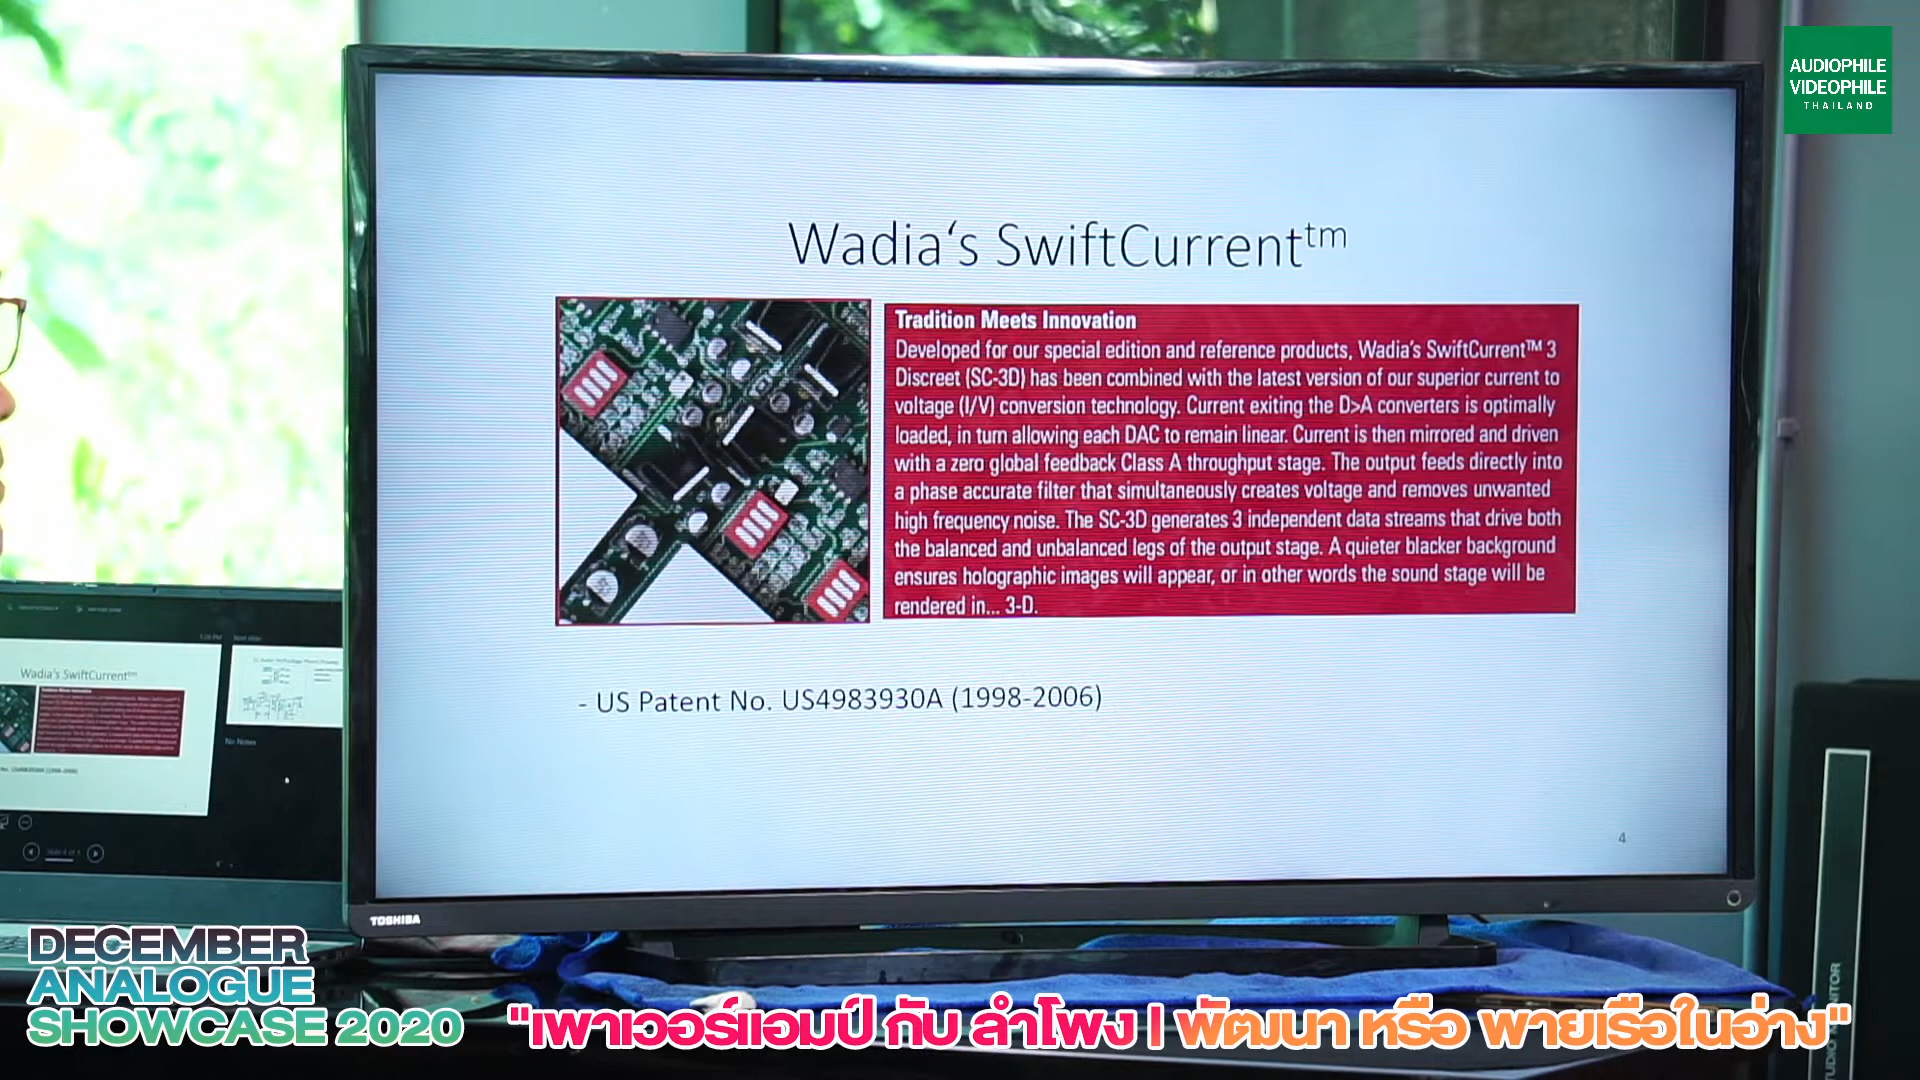 AUDIOPHILE
VIDEOPHILE
THAILAND
Wadia‘s SwiftCurrentᵗᵐ
Tradition Meets Innovation
Developed for our special edition and reference products, Wadia's SwiftCurrent™ 3
Discreet (SC-3D) has been combined with the latest version of our superior current to
voltage (I/V) conversion technology. Current exiting the D>A converters is optimally
loaded, in turn allowing each DAC to remain linear. Current is then mirrored and driven
with a zero global feedback Class A throughput stage. The output feeds directly into
a phase accurate filter that simultaneously creates voltage and removes unwanted
high frequency noise. The SC-3D generates 3 independent data streams that drive both
the balanced and unbalanced legs of the output stage. A quieter blacker background
ensures holographic images will appear, or in other words the sound stage will be
rendered in... 3-D.
- US Patent No. US4983930A (1998-2006)
4
Wadia's SwiftCurrentᵗᵐ
No Notes
TOSHIBA
DECEMBER
ANALOGUE
SHOWCASE 2020
"เพาเวอร์แอมป์ กับ ลำโพง | พัฒนา หรือ พายเรือในอ่าง"